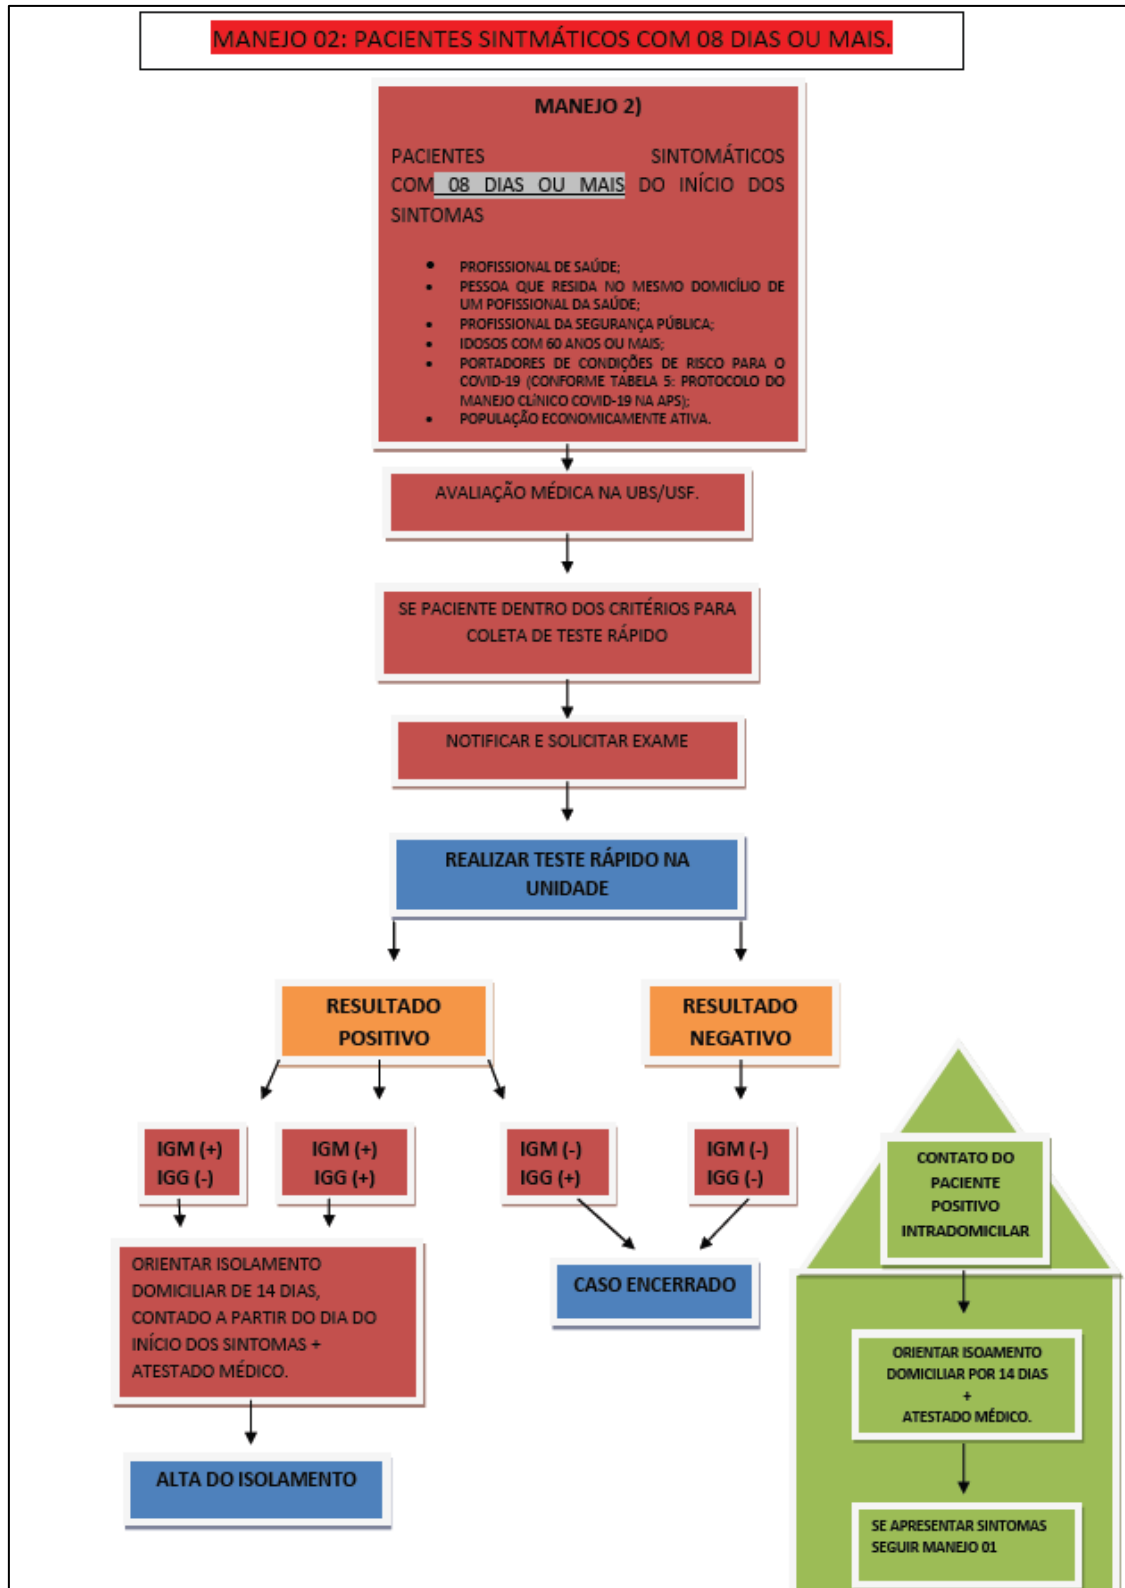 MANEJO 02: PACIENTES SINTMÁTICOS COM 08 DIAS OU MAIS.
MANEJO 2)
PACIENTES SINTOMÁTICOS
COM 08 DIAS OU MAIS DO INÍCIO DOS
SINTOMAS
• PROFISSIONAL DE SAÚDE;
• PESSOA QUE RESIDA NO MESMO DOMICÍLIO DE
UM POFISSIONAL DA SAÚDE;
• PROFISSIONAL DA SEGURANÇA PÚBLICA;
• IDOSOS COM 60 ANOS OU MAIS;
• PORTADORES DE CONDIÇÕES DE RISCO PARA O
COVID-19 (CONFORME TABELA 5: PROTOCOLO DO
MANEJO CLíNICO COVID-19 NA APS);
• POPULAÇÃO ECONOMICAMENTE ATIVA.
AVALIAÇÃO MÉDICA NA UBS/USF.
SE PACIENTE DENTRO DOS CRITÉRIOS PARA
COLETA DE TESTE RÁPIDO
NOTIFICAR E SOLICITAR EXAME
REALIZAR TESTE RÁPIDO NA
UNIDADE
RESULTADO
POSITIVO
RESULTADO
NEGATIVO
IGM (+)
IGG (-)
IGM (+)
IGG (+)
IGM (-)
IGG (+)
IGM (-)
IGG (-)
ORIENTAR ISOLAMENTO
DOMICILIAR DE 14 DIAS,
CONTADO A PARTIR DO DIA DO
INÍCIO DOS SINTOMAS +
ATESTADO MÉDICO.
CASO ENCERRADO
ALTA DO ISOLAMENTO
CONTATO DO
PACIENTE
POSITIVO
INTRADOMICILAR
ORIENTAR ISOAMENTO
DOMICILIAR POR 14 DIAS
+
ATESTADO MÉDICO.
SE APRESENTAR SINTOMAS
SEGUIR MANEJO 01